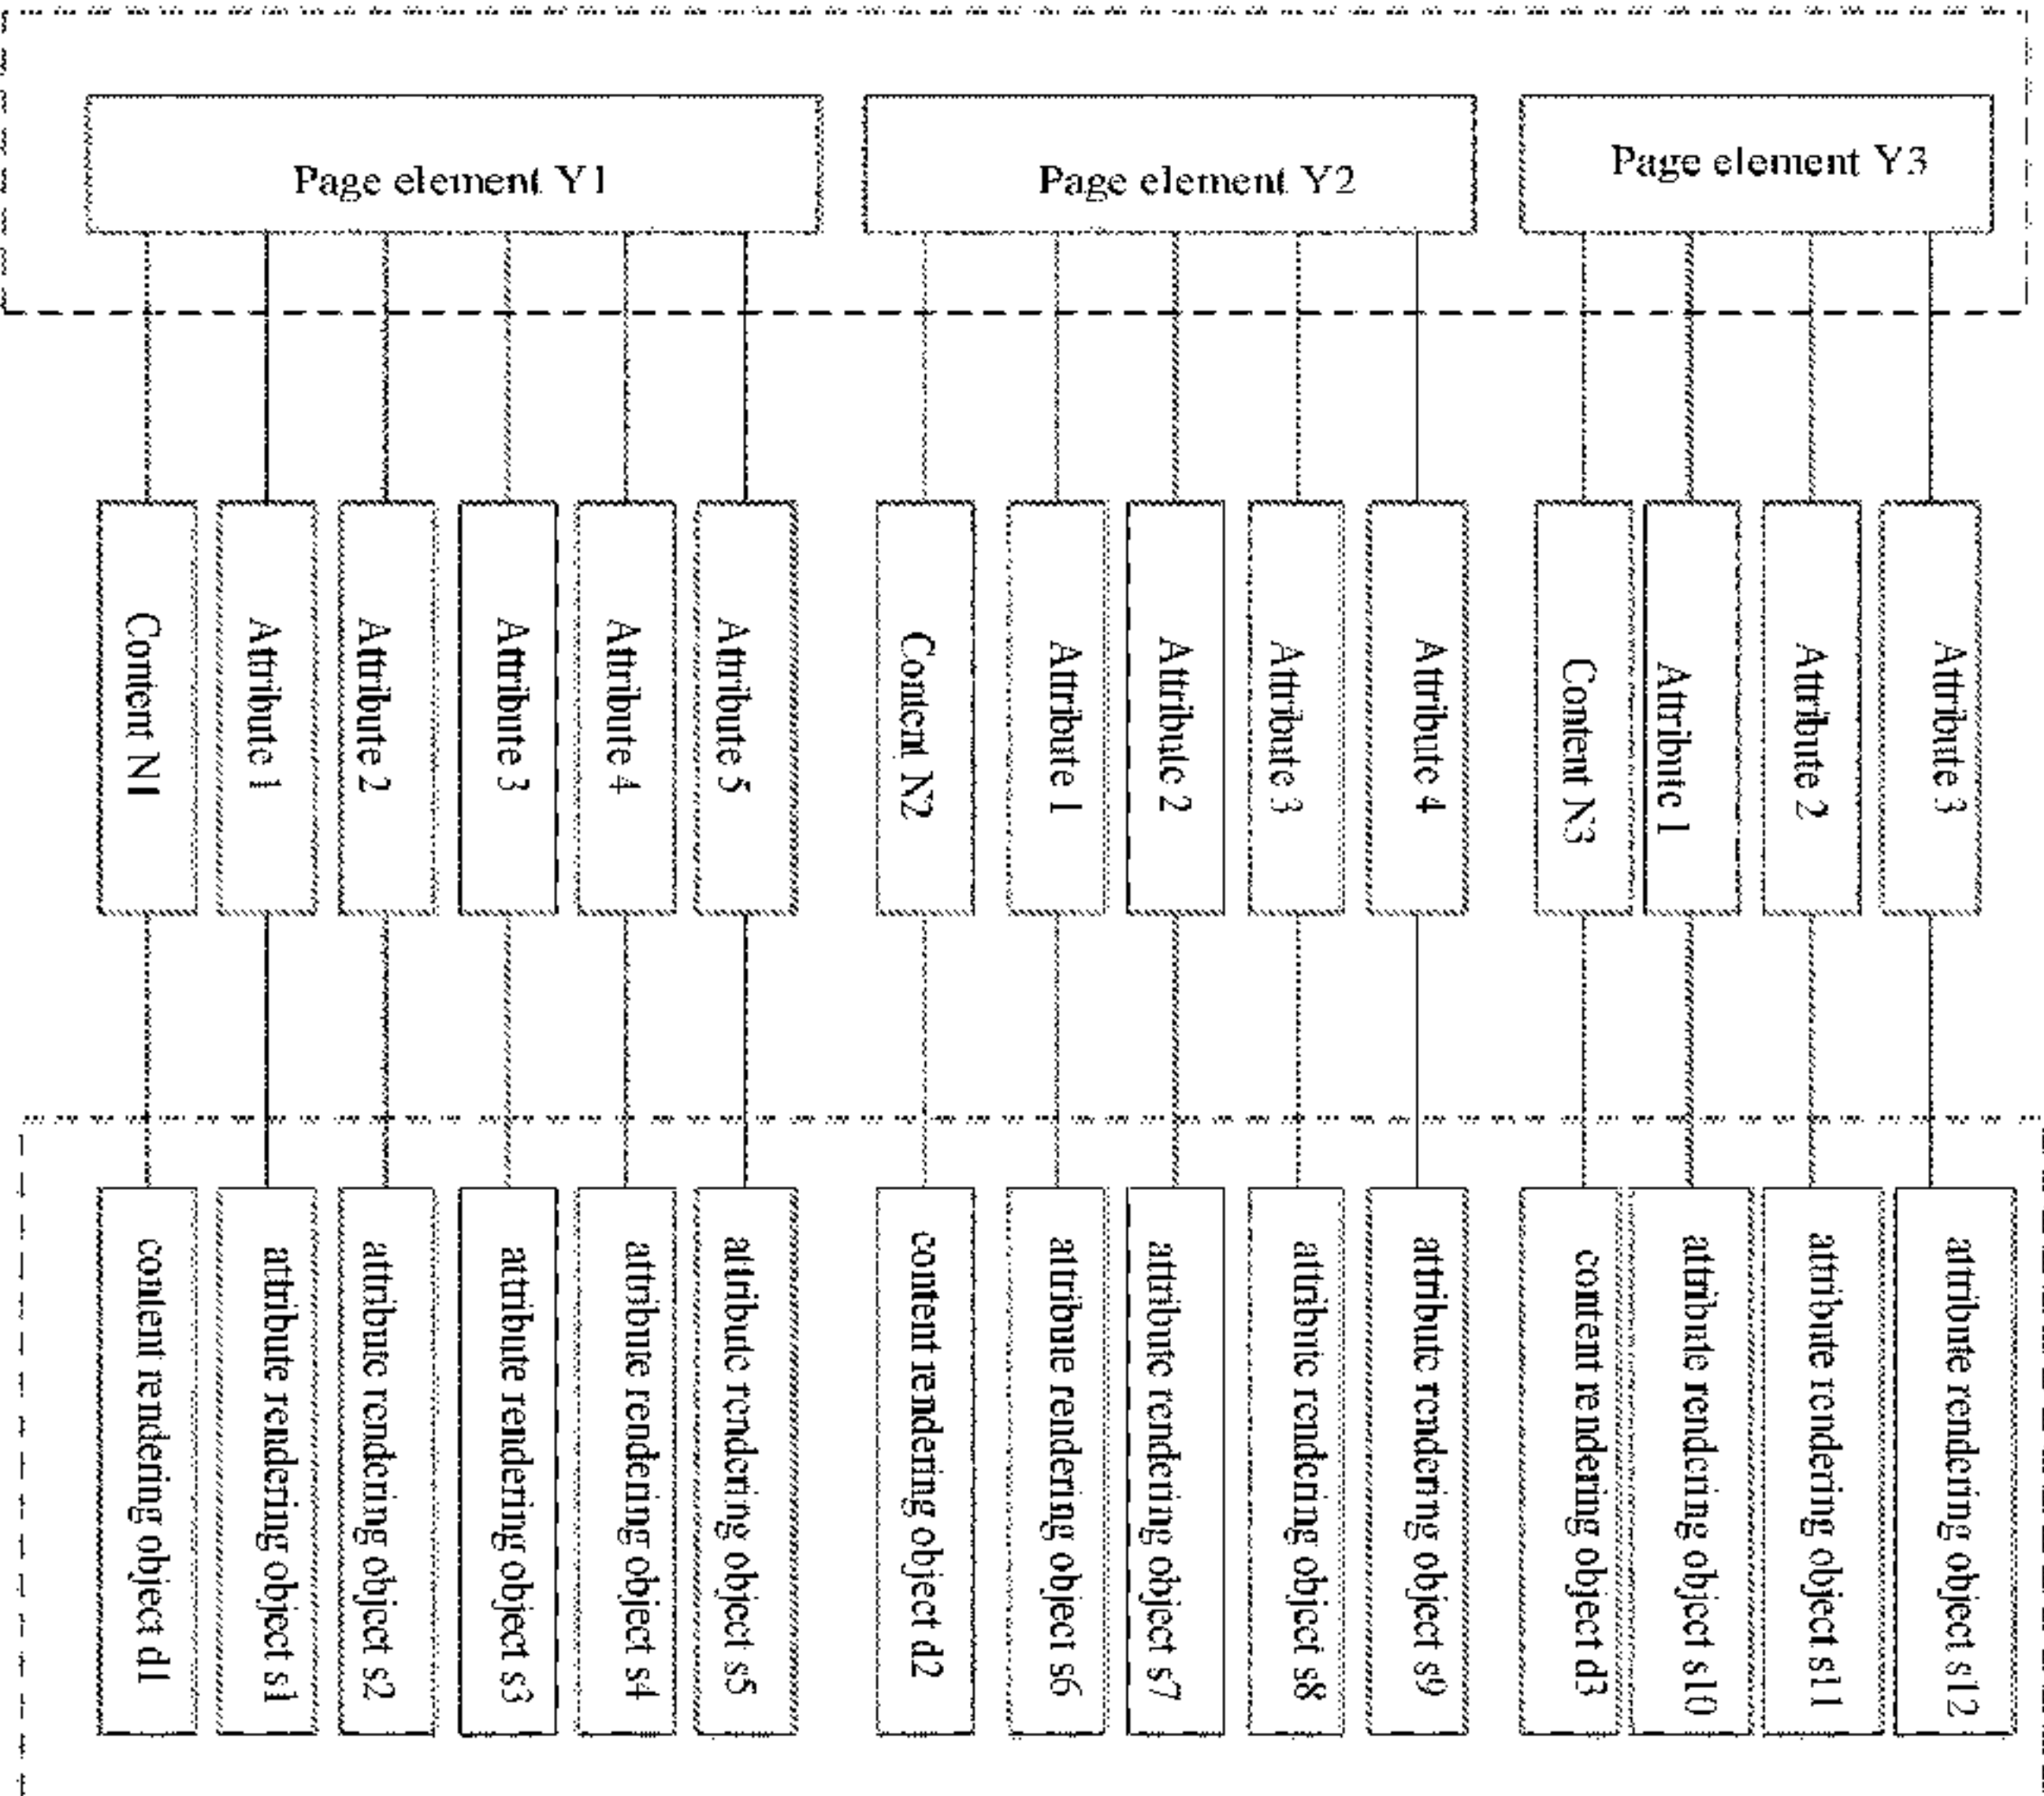 Page element Y1
Page element Y2
Page element Y3
Content N1
Attribute 1
Attribute 2
Attribute 3
Attribute 4
Attribute 5
Content N2
Attribute 1
Attribute 2
Attribute 3
Attribute 4
Content N3
Attribute 1
Attribute 2
Attribute 3
content rendering object d1
attribute rendering object s1
attribute rendering object s2
attribute rendering object s3
attribute rendering object s4
attribute rendering object s5
content rendering object d2
attribute rendering object s6
attribute rendering object s7
attribute rendering object s8
attribute rendering object s9
content rendering object d3
attribute rendering object s10
attribute rendering object s11
attribute rendering object s12